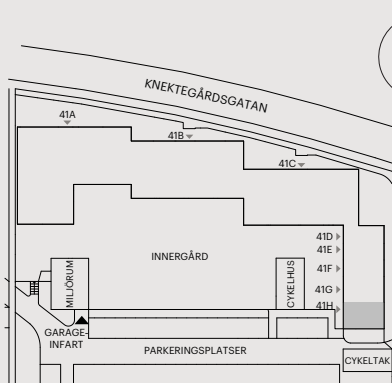 KNEKTEGÅRDSGATAN
41A
41B
41C
41D
41E
INNERGÅRD
41F
MILJÖRUM
CYKELHUS
41G
41H
GARAGE-
INFART
PARKERINGSPLATSER
CYKELTAK